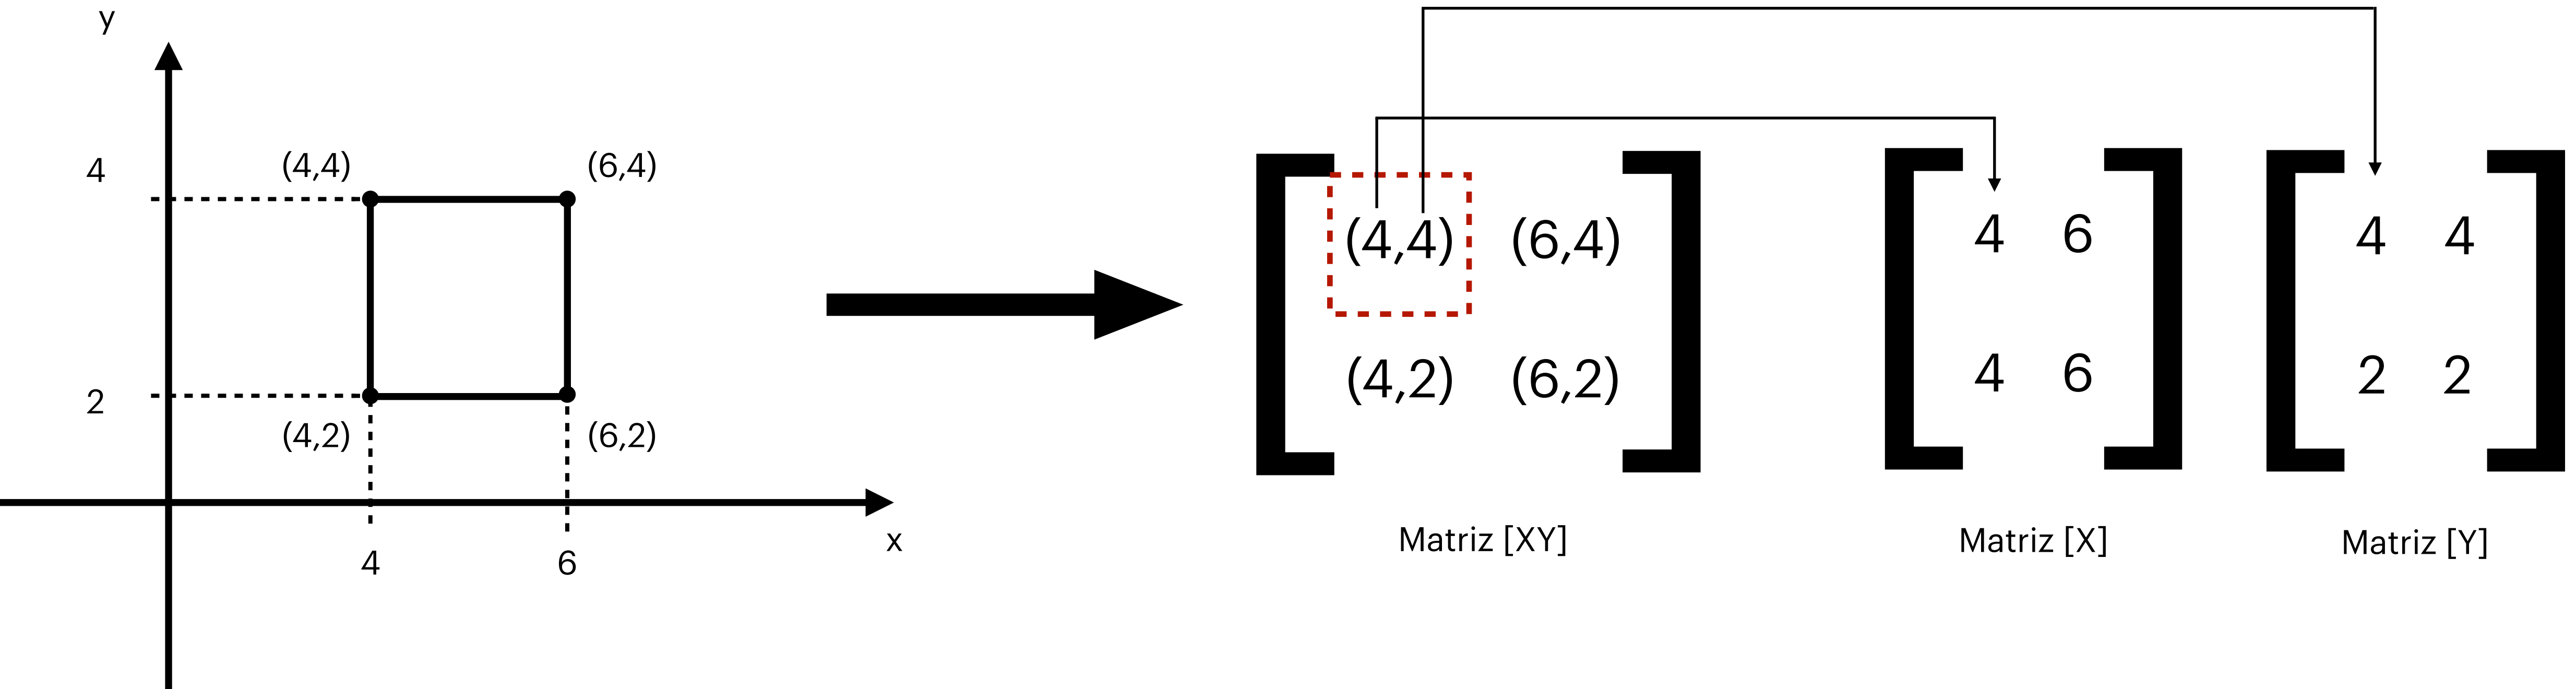 y
4
(4,4)
(6,4)
2
(4,2)
(6,2)
x
4
6
(4,4) (6,4)
(4,2) (6,2)
Matriz [XY]
4 6
4 6
Matriz [X]
4 4
2 2
Matriz [Y]